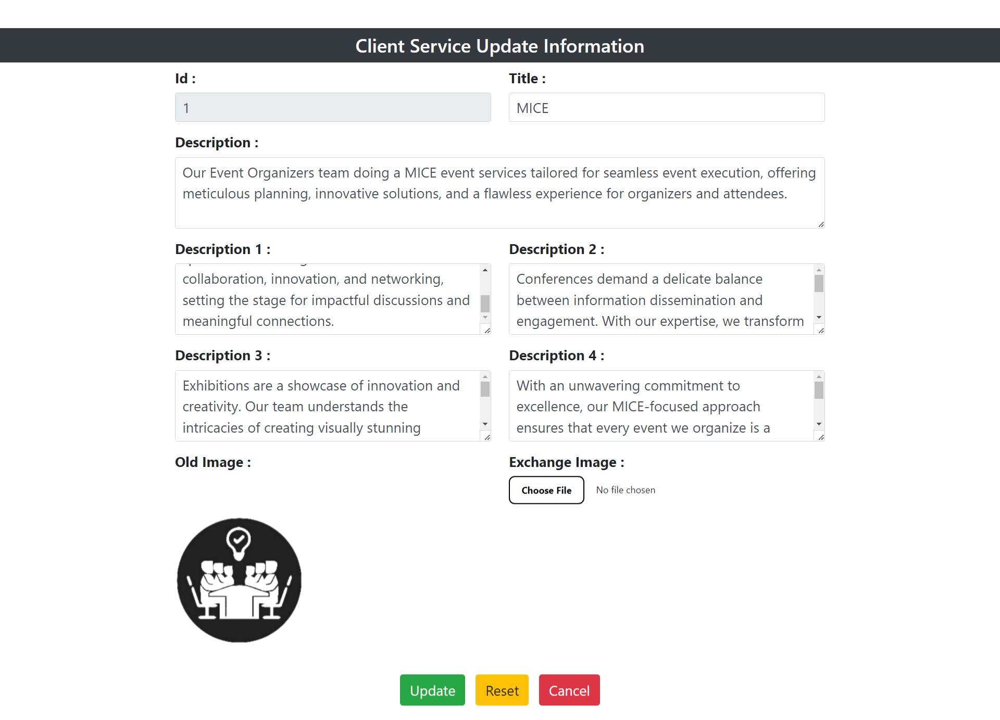 Client Service Update Information
Id :
Title :
1
MICE
Description :
Our Event Organizers team doing a MICE event services tailored for seamless event execution, offering
meticulous planning, innovative solutions, and a flawless experience for organizers and attendees.
Description 1 :
Description 2 :
collaboration, innovation, and networking,
setting the stage for impactful discussions and
meaningful connections.
Conferences demand a delicate balance
between information dissemination and
engagement. With our expertise, we transform
Description 3 :
Description 4 :
Exhibitions are a showcase of innovation and
creativity. Our team understands the
intricacies of creating visually stunning
With an unwavering commitment to
excellence, our MICE-focused approach
ensures that every event we organize is a
Old Image :
Exchange Image :
Choose File No file chosen
Update Reset Cancel